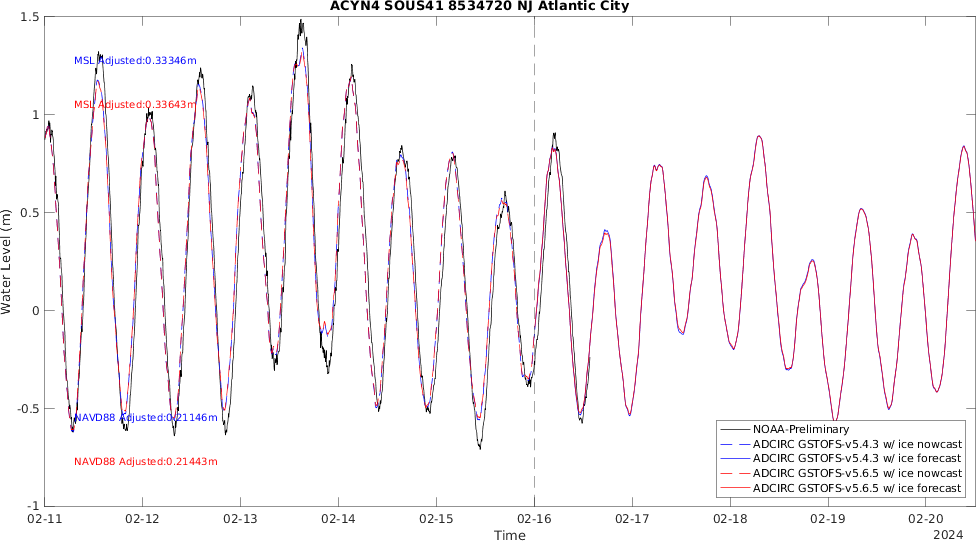 ACYN4 SOUS41 8534720 NJ Atlantic City
1.5
MSL Adjusted:0.33346m
MSL Adjusted:0.33643m
1
0.5
Water Level (m)
0
-0.5
NAVD88 Adjusted:0.21146m
NAVD88 Adjusted:0.21443m
-1
NOAA-Preliminary
ADCIRC GSTOFS-v5.4.3 w/ ice nowcast
ADCIRC GSTOFS-v5.4.3 w/ ice forecast
ADCIRC GSTOFS-v5.6.5 w/ ice nowcast
ADCIRC GSTOFS-v5.6.5 w/ ice forecast
02-11 02-12 02-13 02-14 02-15 02-16 02-17 02-18 02-19 02-20
Time
2024